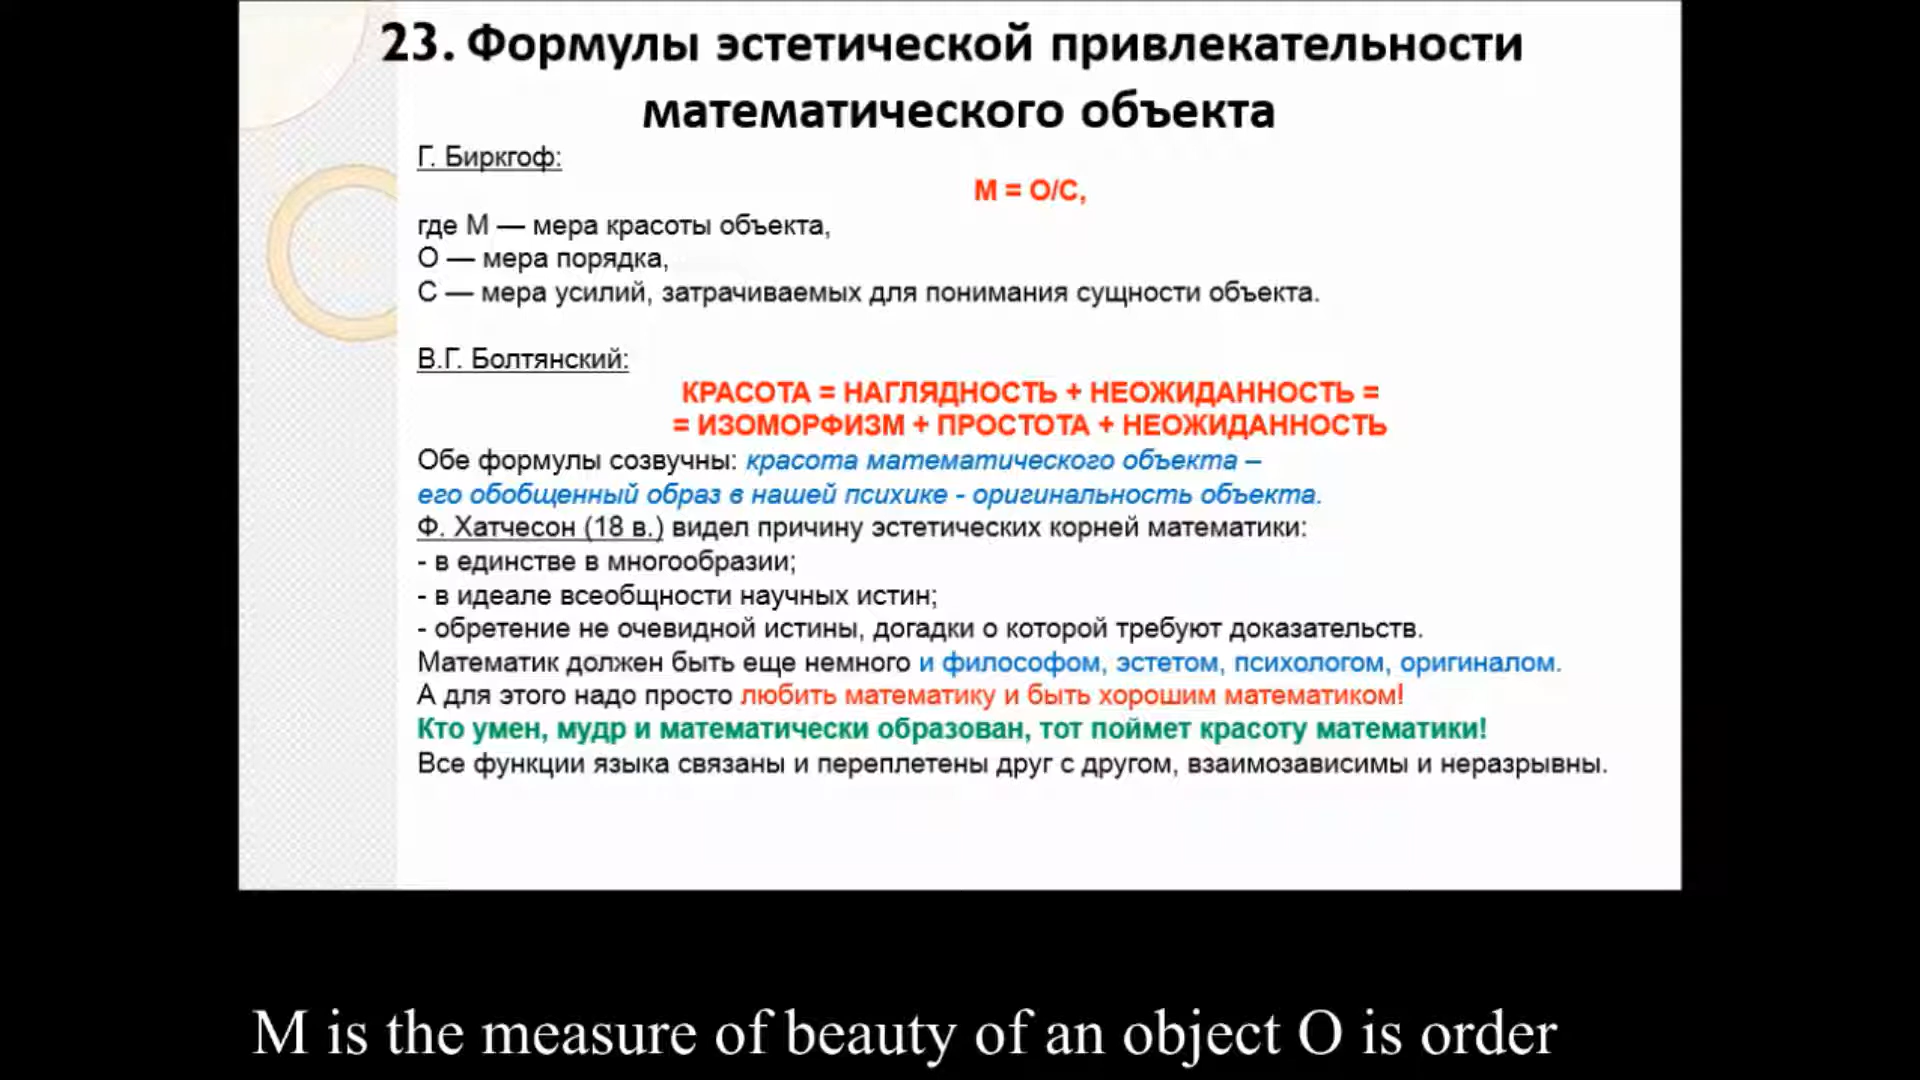 23. Формулы эстетической привлекательности
математического объекта
Г. Биркгоф:
М = О/С,
где М — мера красоты объекта,
О — мера порядка,
С — мера усилий, затрачиваемых для понимания сущности объекта.
В.Г. Болтянский:
КРАСОТА = НАГЛЯДНОСТЬ + НЕОЖИДАННОСТЬ =
= ИЗОМОРФИЗМ + ПРОСТОТА + НЕОЖИДАННОСТЬ
Обе формулы созвучны: красота математического объекта –
его обобщенный образ в нашей психике - оригинальность объекта.
Ф. Хатчесон (18 в.) видел причину эстетических корней математики:
- в единстве в многообразии;
- в идеале всеобщности научных истин;
- обретение не очевидной истины, догадки о которой требуют доказательств.
Математик должен быть еще немного и философом, эстетом, психологом, оригиналом.
А для этого надо просто любить математику и быть хорошим математиком!
Кто умен, мудр и математически образован, тот поймет красоту математики!
Все функции языка связаны и переплетены друг с другом, взаимозависимы и неразрывны.
M is the measure of beauty of an object O is order